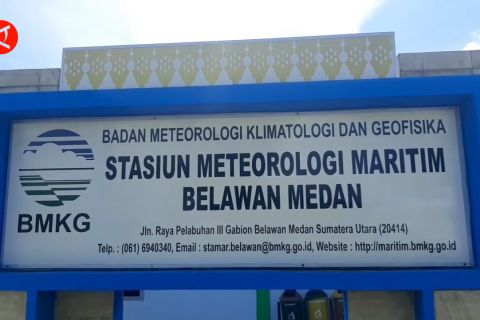 BADAN METEOROLOGI KLIMATOLOGI DAN GEOFISIKA
STASIUN METEOROLOGI MARITIM
BELAWAN MEDAN
BMKG
Jln. Raya Pelabuhan III Gabion Belawan Medan Sumatera Utara (20414)
Telp. : (061) 6940340, Email : stamar.belawan@bmkg.go.id, Website : http://maritim.bmkg.go.id